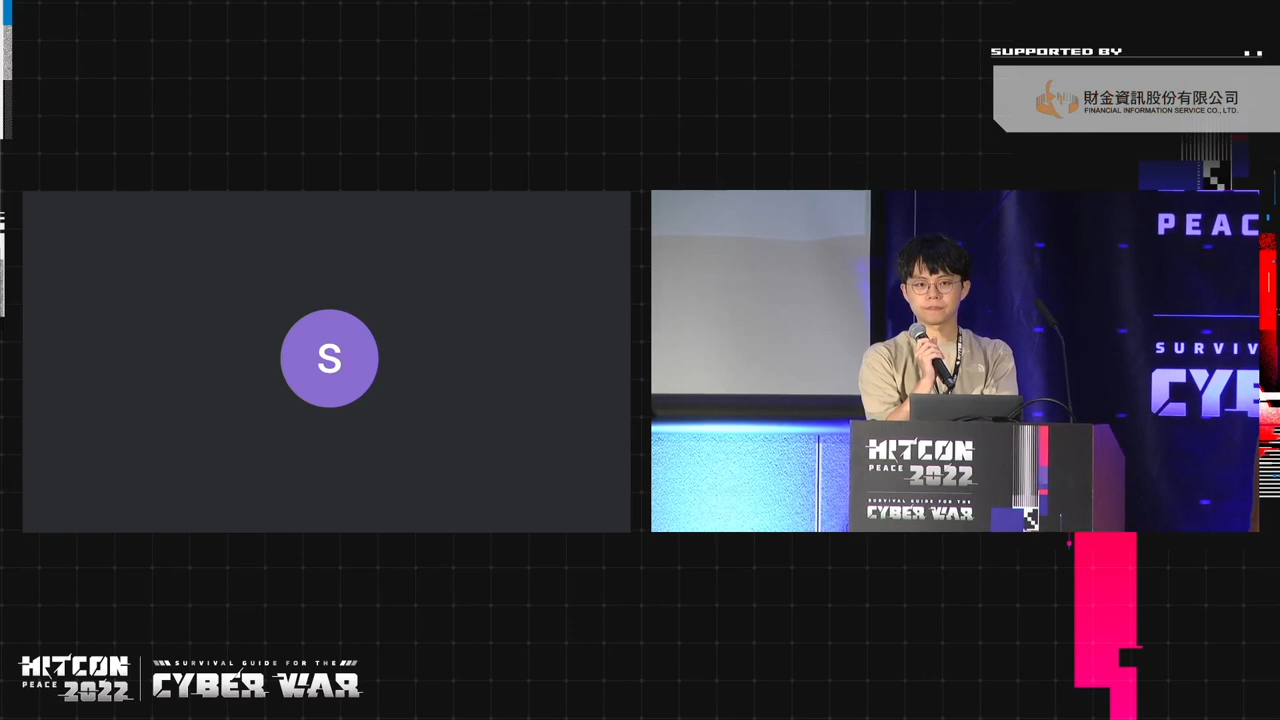 SUPPORTED BY
財金資訊股份有限公司
FINANCIAL INFORMATION SERVICE CO., LTD.
S
PEAC
SURVIV
CYBE
HITCON
PEACE 2022
SURVIVAL GUIDE FOR THE
CYBER WAR
HITCON
PEACE 2022
SURVIVAL GUIDE FOR THE
CYBER WAR